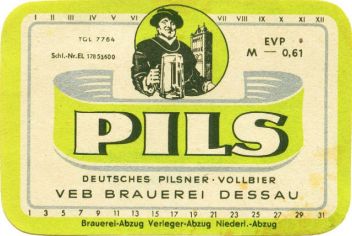 I II III IV V VI VII VIII IX X XI XII
TGL 7764
Schl.-Nr. EL 17853600
EVP
M — 0,61
PILS
DEUTSCHES PILSNER · VOLLBIER
VEB BRAUEREI DESSAU
1 3 5 7 9 11 13 15 17 19 21 23 25 27 29 31
Brauerei-Abzug Verleger-Abzug Niederl.-Abzug